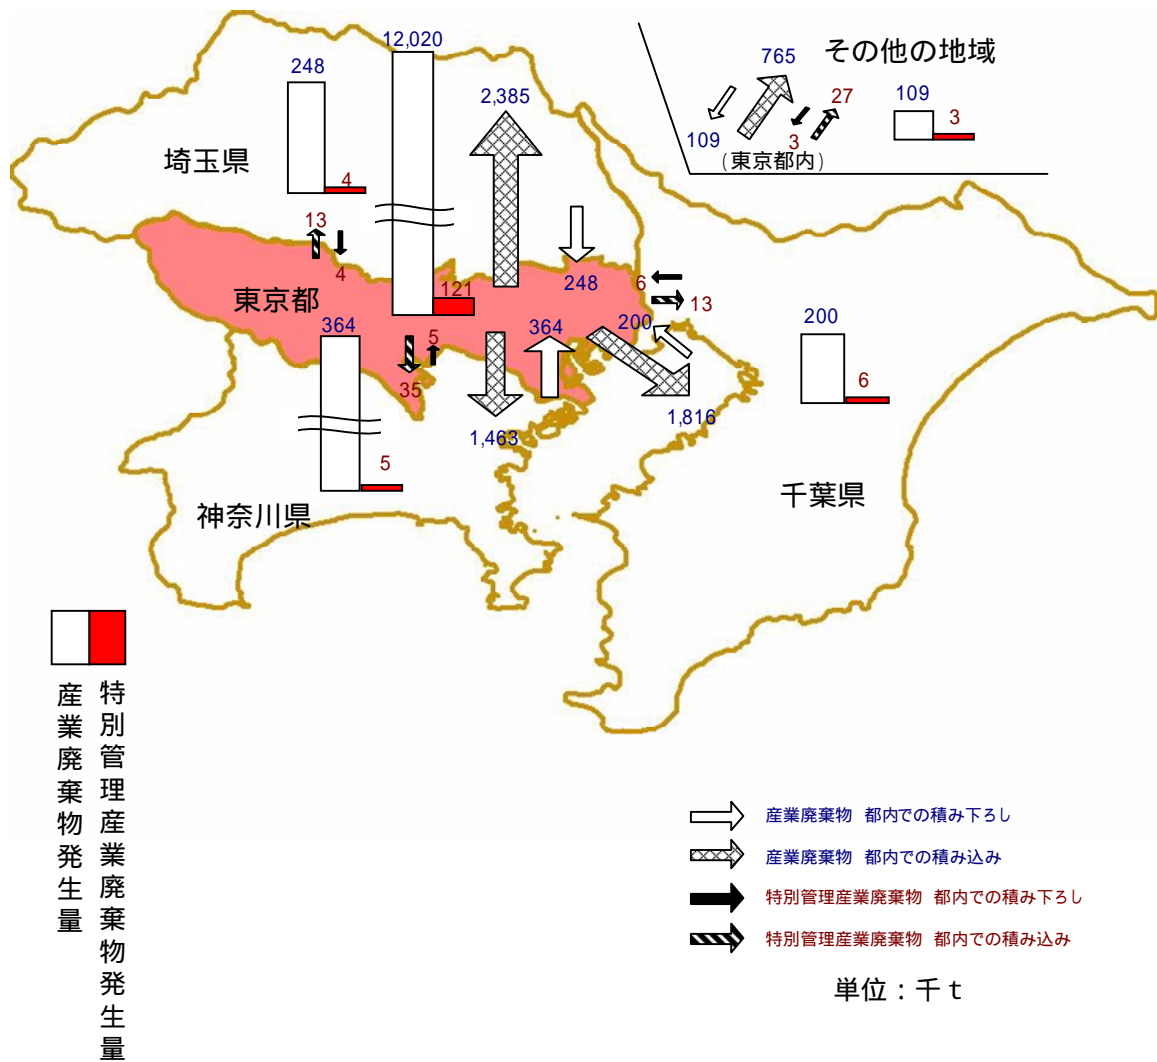 12,020
248
2,385
765
その他の地域
27
109
3
109
3
(東京都内)
埼玉県
4
13
4
248
6
13
東京都
121
364
5
364
200
200
35
6
1,463
1,816
5
千葉県
神奈川県
産業廃棄物発生量
特別管理産業廃棄物発生量
産業廃棄物 都内での積み下ろし
産業廃棄物 都内での積み込み
特別管理産業廃棄物 都内での積み下ろし
特別管理産業廃棄物 都内での積み込み
単位:千t